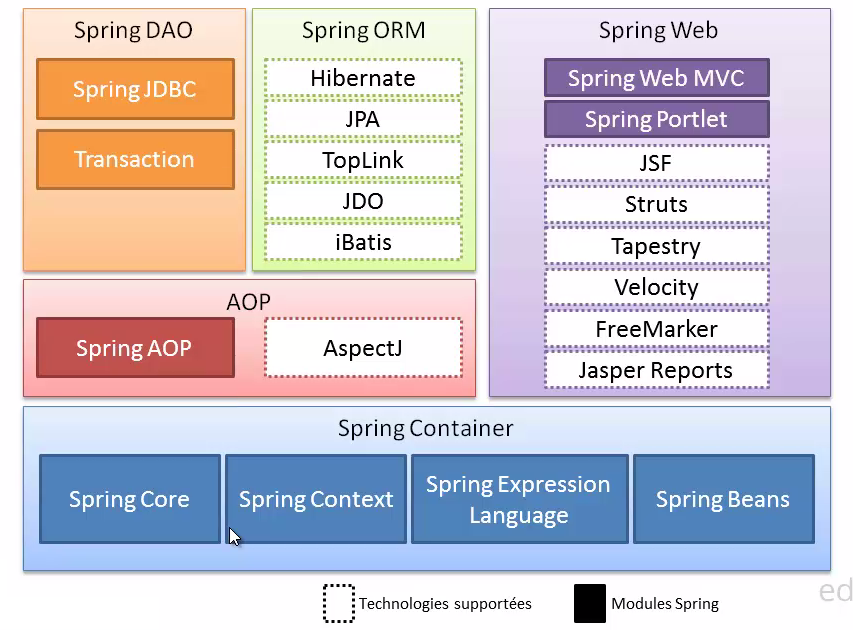 Spring DAO
Spring JDBC
Transaction
Spring ORM
Hibernate
JPA
TopLink
JDO
iBatis
Spring Web
Spring Web MVC
Spring Portlet
JSF
Struts
Tapestry
Velocity
FreeMarker
Jasper Reports
AOP
Spring AOP
AspectJ
Spring Container
Spring Core
Spring Context
Spring Expression
Language
Spring Beans
Technologies supportées
Modules Spring
ed